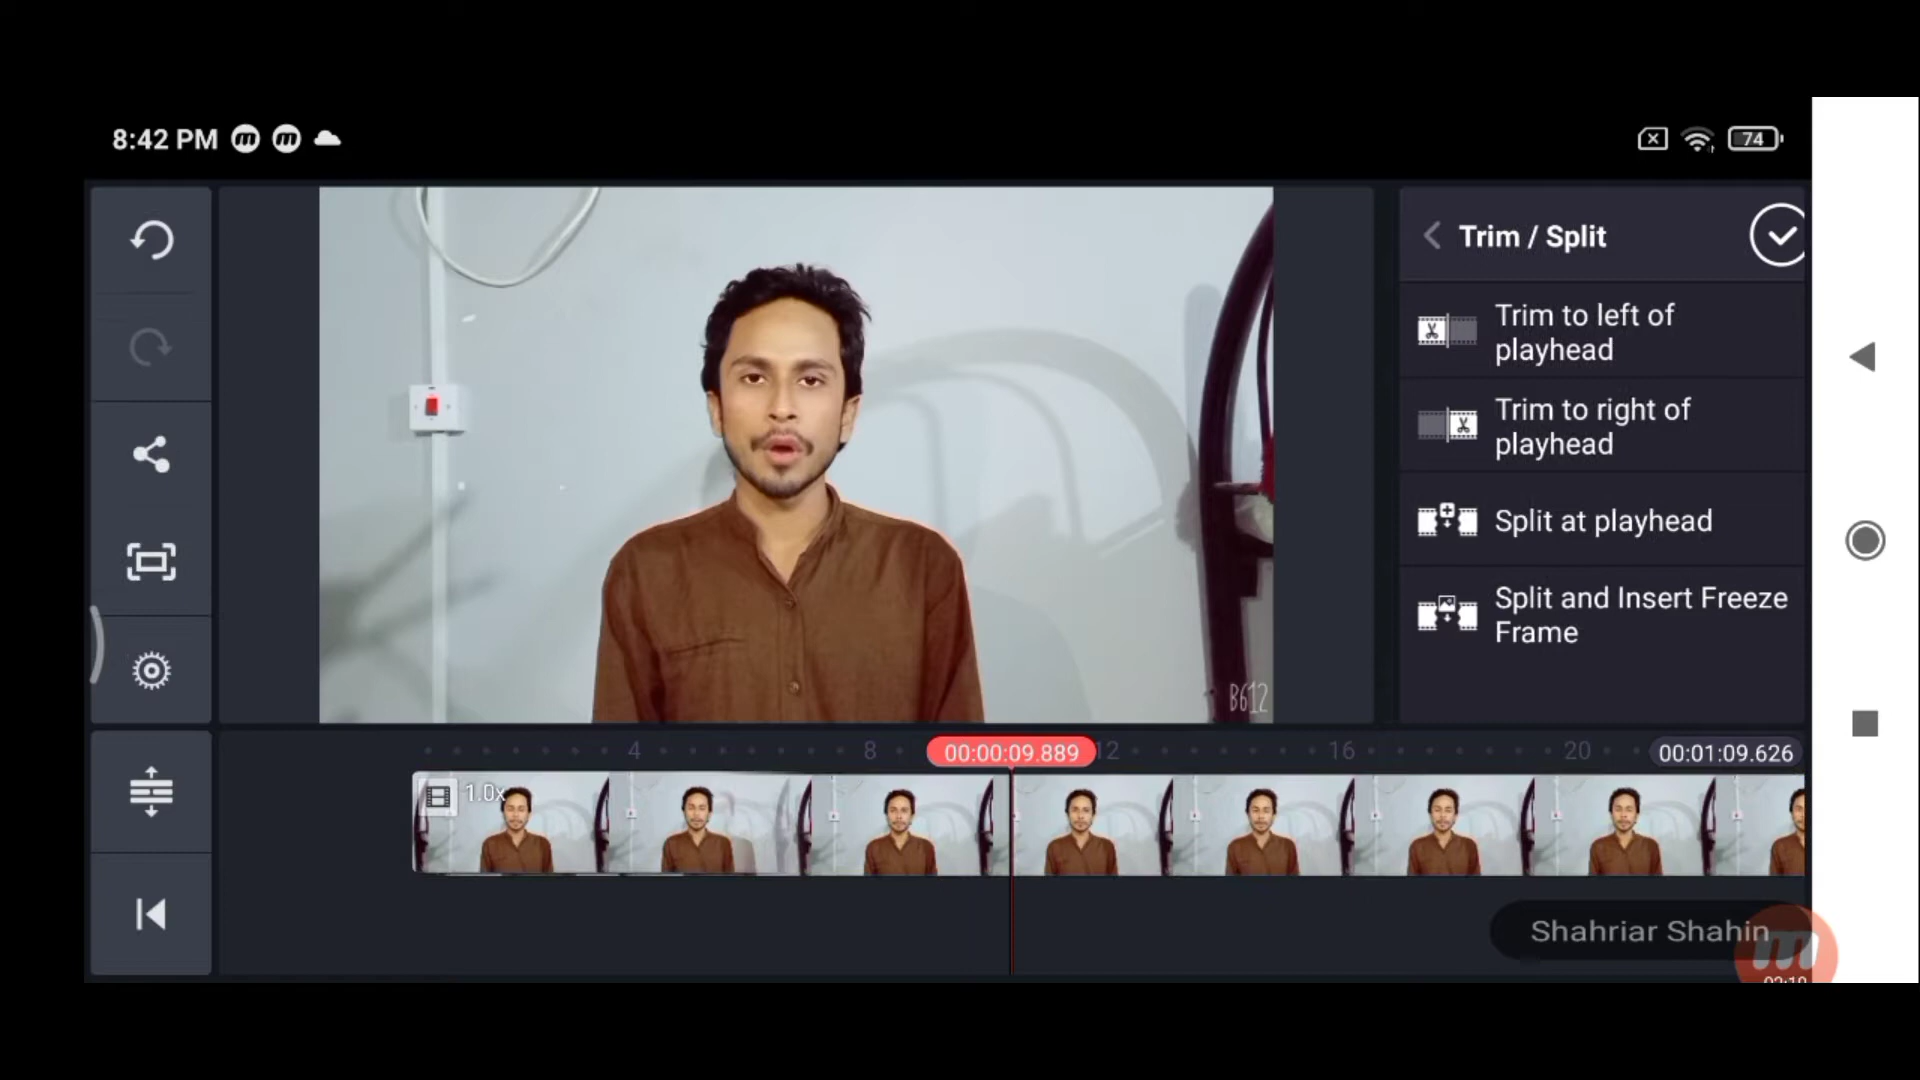 8:42 PM
74
Trim / Split
Trim to left of
playhead
Trim to right of
playhead
Split at playhead
Split and Insert Freeze
Frame
B612
4
8
00:00:09.889
12
16
20
00:01:09.626
1.0x
Shahriar Shahin